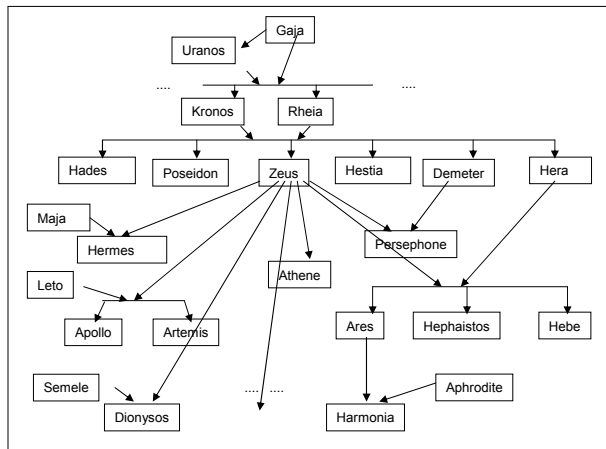 Gaja
Uranos
.... ....
Kronos Rheia
Hades Poseidon Zeus Hestia Demeter Hera
Maja
Hermes Persephone
Athene
Leto
Apollo Artemis Ares Hephaistos Hebe
Semele .... .... Aphrodite
Dionysos Harmonia